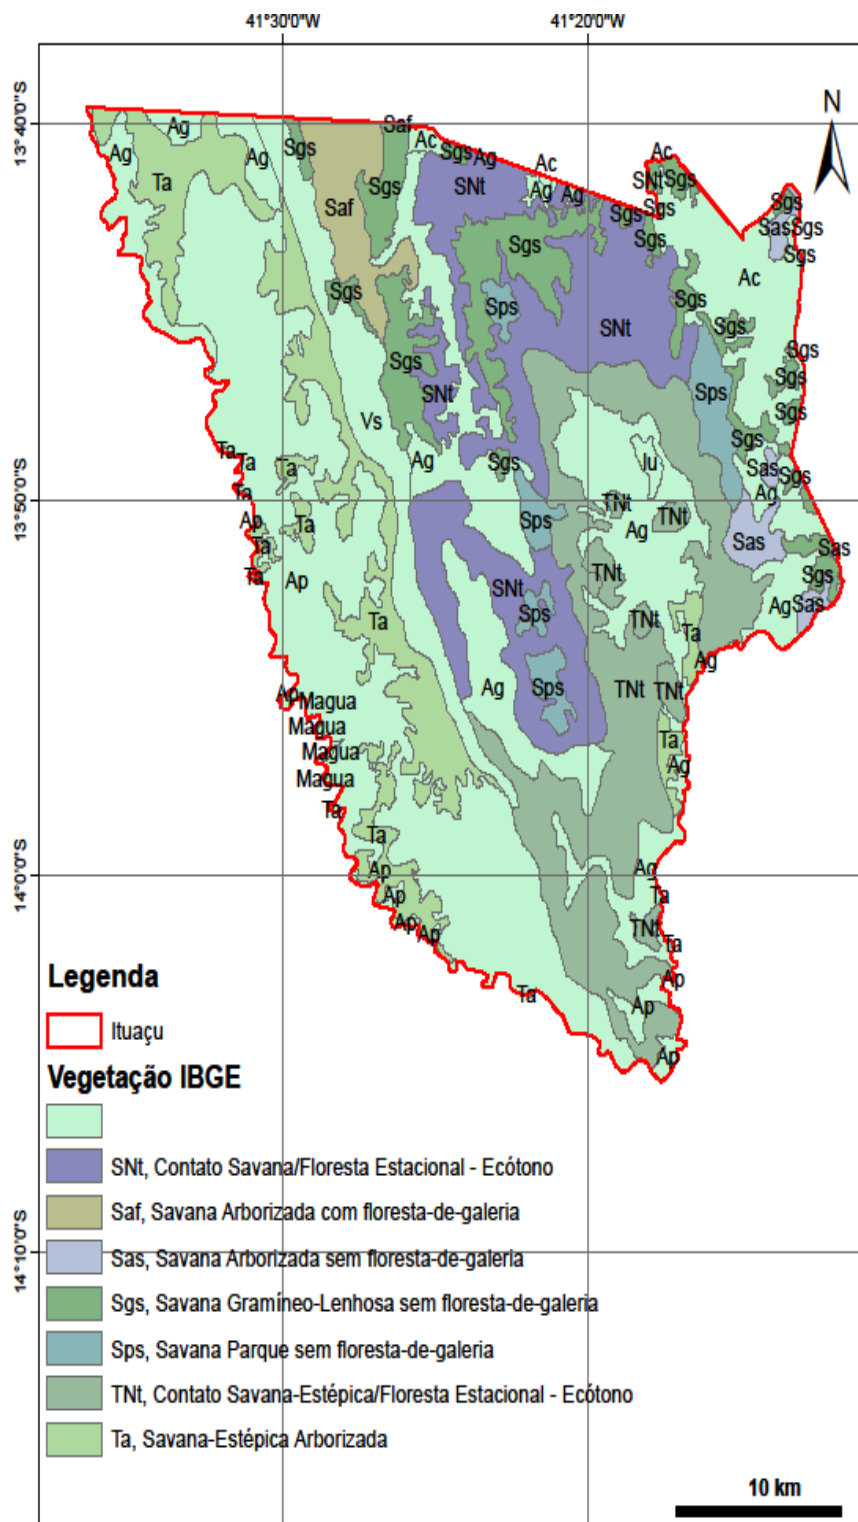 41°30'0"W 41°20'0"W
N
13°40'0"S
Ag Saf Ac
Ag Ag Sgs Ac Sgs Ag Ac
Ta Sgs SNt Ag Ag SNt Sgs
Saf Sgs Sgs Sgs
Sgs Sas Sgs
Sgs Sgs Sgs
Ac
Sgs Sps Sgs
SNt Sgs
Sgs Sgs
SNt Sps Sgs
Vs Sgs
Ta Ta Ta Ag Sgs Ju Sgs
Sas Sgs
13°50'0"S
Ta Ag
Ap Ta Sps TNt TNt
Ta Ag Sas Sas
Ta Ap SNt TNt Sgs
Ta Sps TNt Ta Ag Sas
Ag
Ap Magua Ag Sps TNt TNt
Magua
Magua Ta
Magua Ag
Ta
Ta
14°0'0"S
Ap Ag
Ap Ta
Ap Ap TNt Ta
Ta Ap
Ap
Ap
Legenda
Ituaçu
Vegetação IBGE
SNt, Contato Savana/Floresta Estacional - Ecótono
Saf, Savana Arborizada com floresta-de-galeria
14°10'0"S
Sas, Savana Arborizada sem floresta-de-galeria
Sgs, Savana Gramíneo-Lenhosa sem floresta-de-galeria
Sps, Savana Parque sem floresta-de-galeria
TNt, Contato Savana-Estépica/Floresta Estacional - Ecótono
Ta, Savana-Estépica Arborizada
10 km